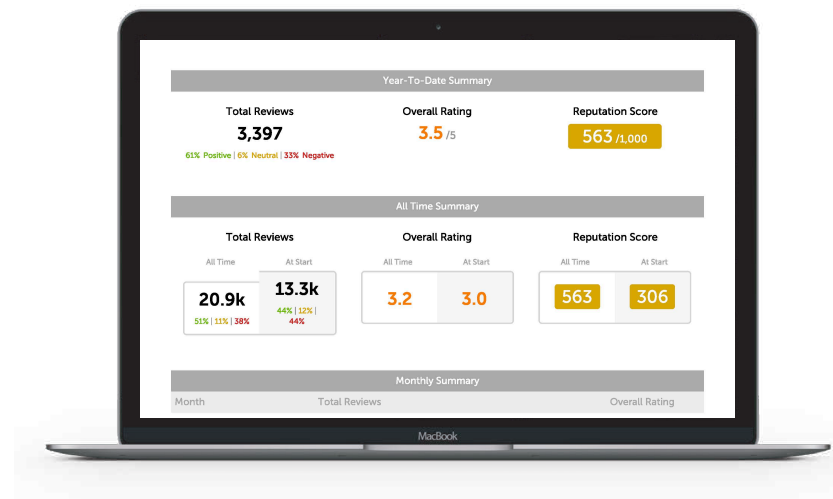 Year-To-Date Summary
Total Reviews
Overall Rating
Reputation Score
3,397
3.5 /5
563 /1,000
61% Positive | 6% Neutral | 33% Negative
All Time Summary
Total Reviews
Overall Rating
Reputation Score
All Time
At Start
All Time
At Start
All Time
At Start
20.9k
13.3k
3.2
3.0
563
306
51% | 11% | 38%
44% | 12% |
44%
Monthly Summary
Month
Total Reviews
Overall Rating
MacBook